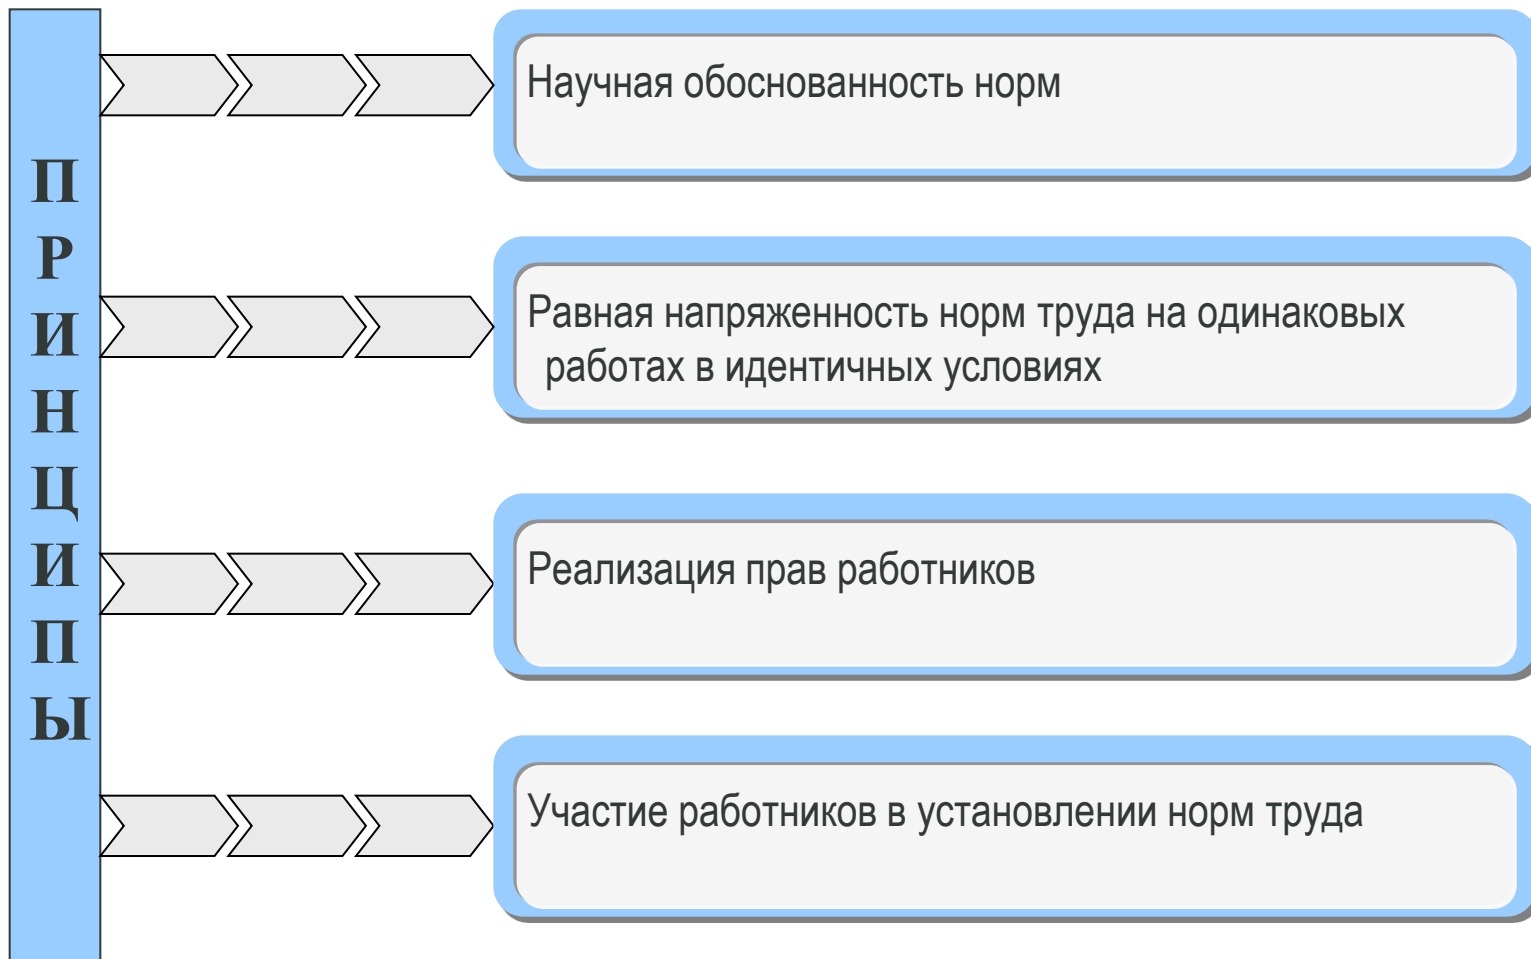 ПРИНЦИПЫ
Научная обоснованность норм
Равная напряженность норм труда на одинаковых
работах в идентичных условиях
Реализация прав работников
Участие работников в установлении норм труда